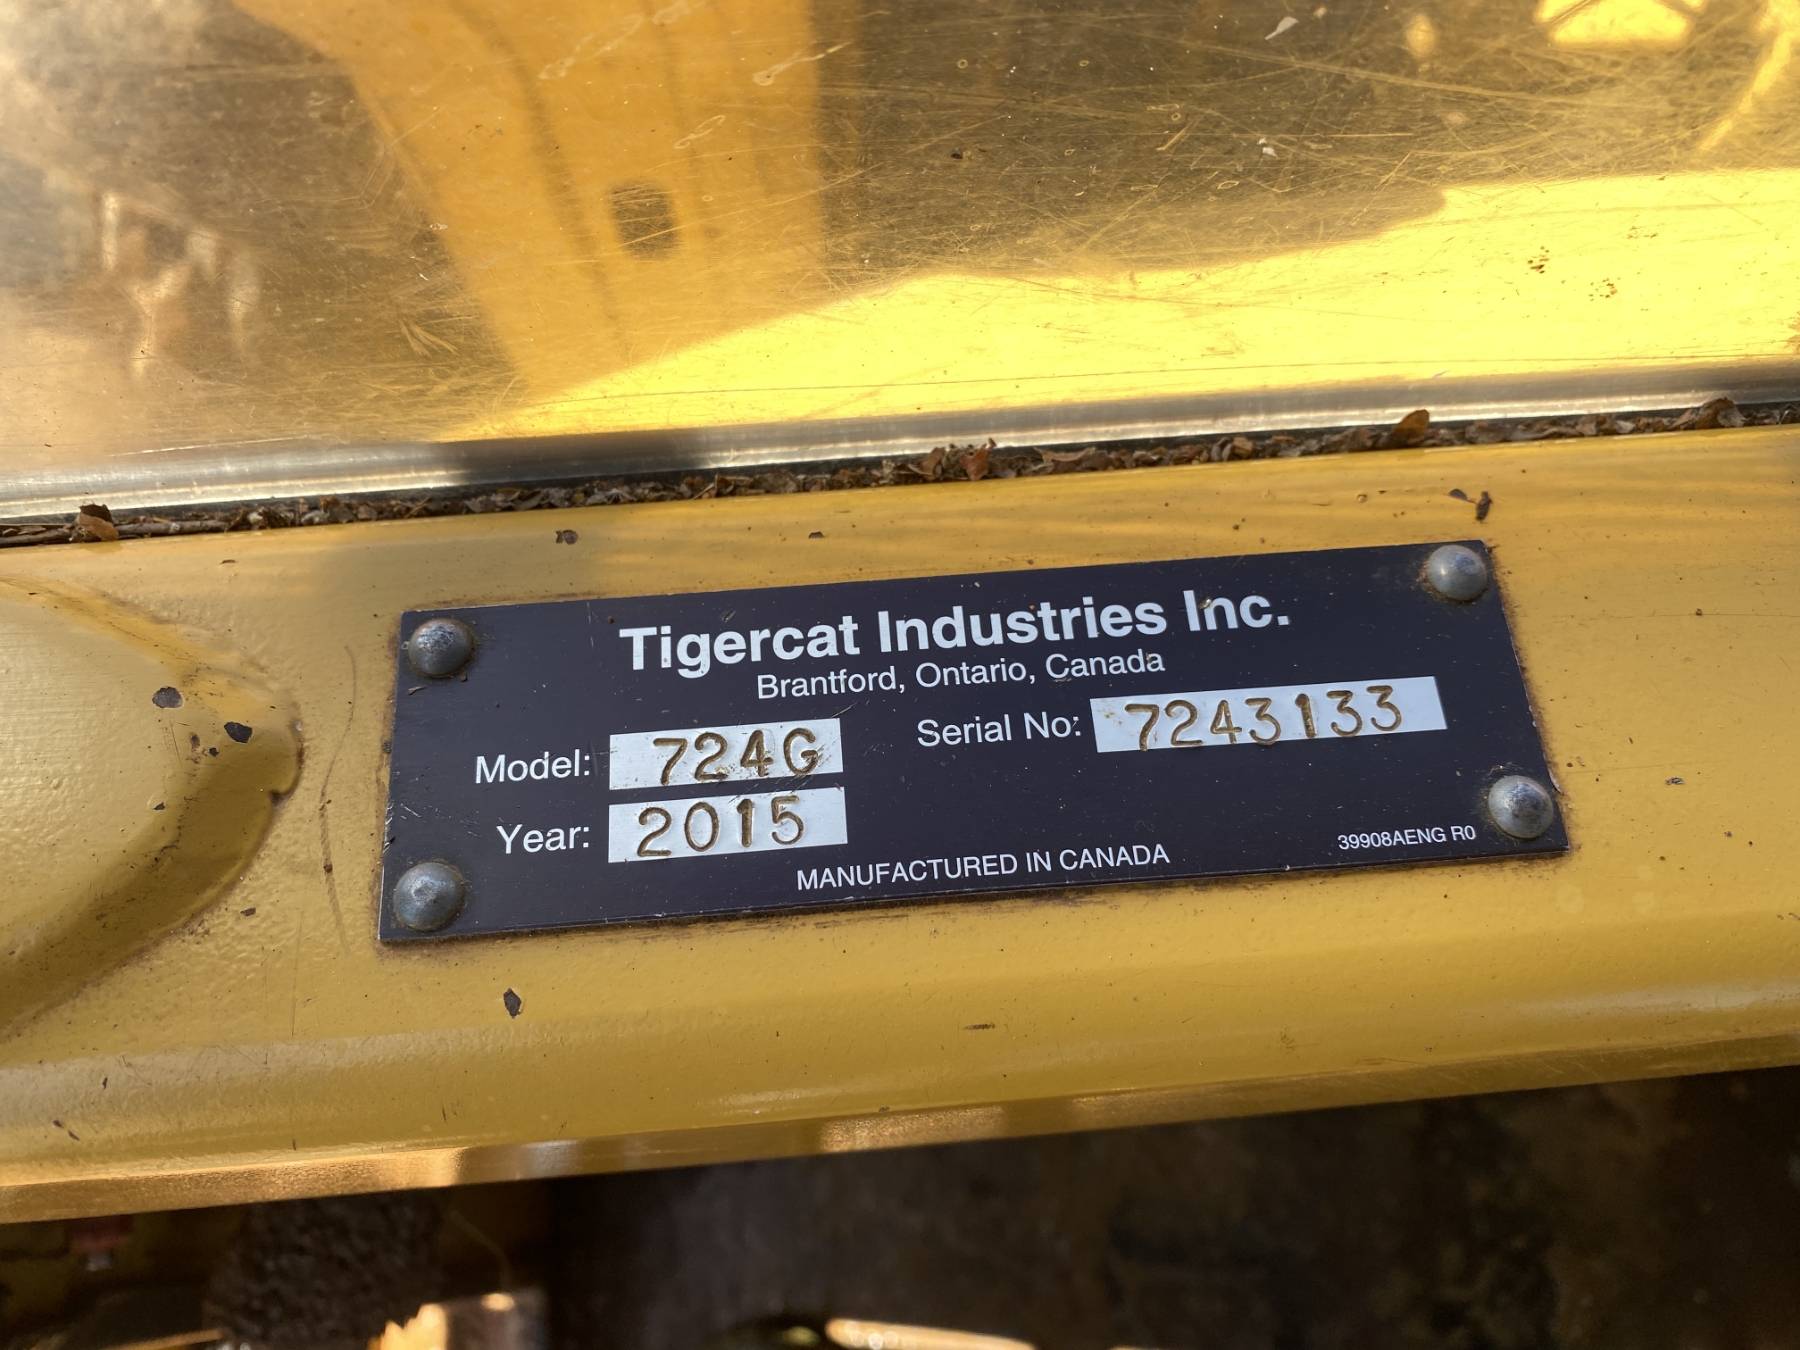 Tigercat Industries Inc.
Brantford, Ontario, Canada
Model: 724G
Serial No: 7243133
Year: 2015
MANUFACTURED IN CANADA
39908AENG R0